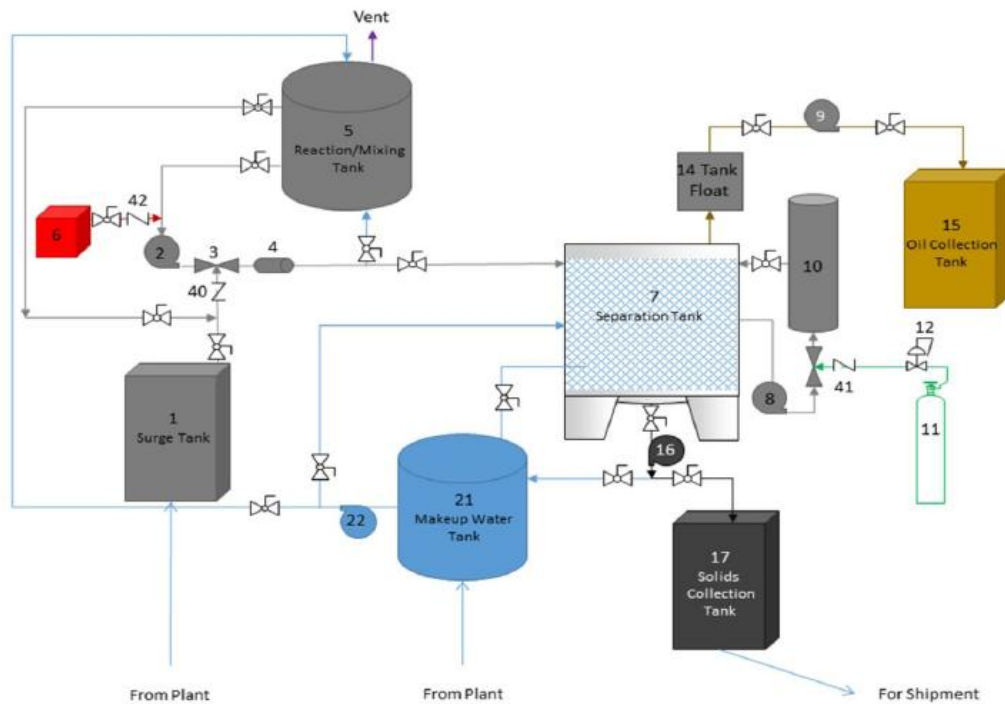 Vent
5
Reaction/Mixing
Tank
9
14 Tank
Float
15
Oil Collection
Tank
42
6
2
3
4
40
7
Separation Tank
10
12
41
8
11
1
Surge Tank
16
21
Makeup Water
Tank
22
17
Solids
Collection
Tank
From Plant
From Plant
For Shipment